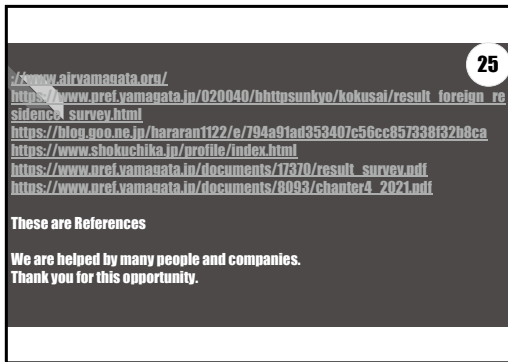 25
://www.airyamagata.org/
https://www.pref.yamagata.jp/020040/bhttpsunkyo/kokusai/result_foreign_re
sidence_survey.html
https://blog.goo.ne.jp/hararan1122/e/794a91ad353407c56cc857338f32b8ca
https://www.shokuchika.jp/profile/index.html
https://www.pref.yamagata.jp/documents/17370/result_survey.pdf
https://www.pref.yamagata.jp/documents/8093/chapter4_2021.pdf
These are References
We are helped by many people and companies.
Thank you for this opportunity.